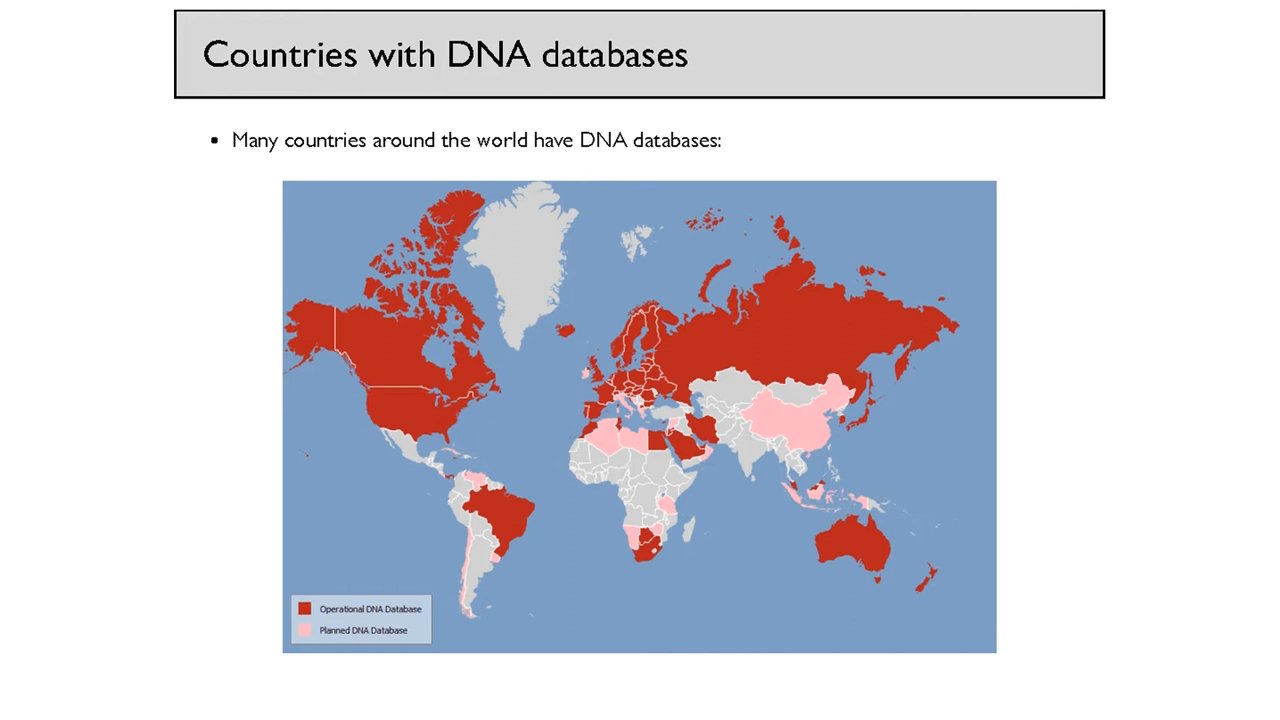 Countries with DNA databases
• Many countries around the world have DNA databases:
Operational DNA Database
Planned DNA Database